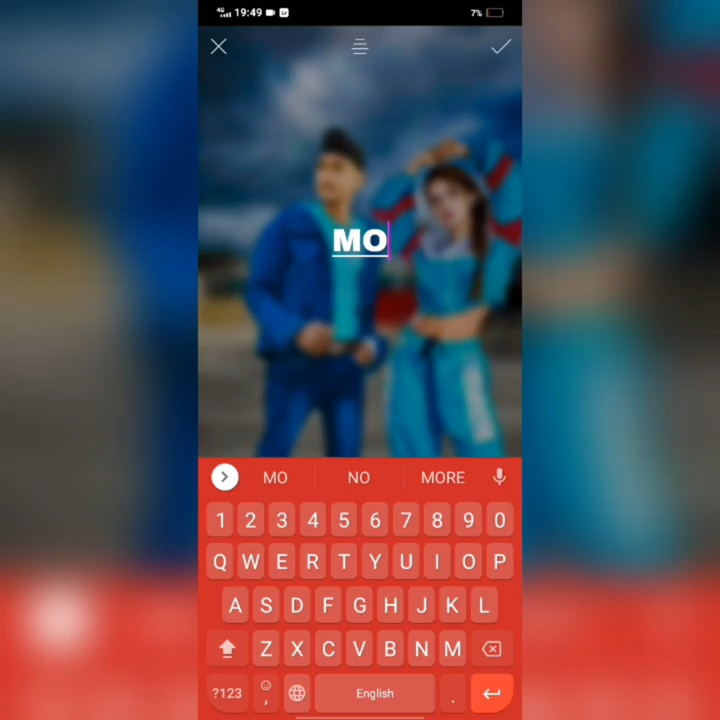 4G 19:49 7%
MO
MO NO MORE
1 2 3 4 5 6 7 8 9 0
Q W E R T Y U I O P
A S D F G H J K L
Z X C V B N M
?123 , English .